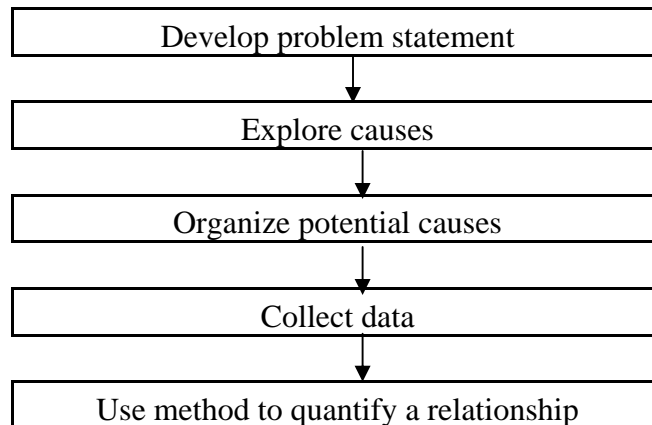 Develop problem statement
Explore causes
Organize potential causes
Collect data
Use method to quantify a relationship